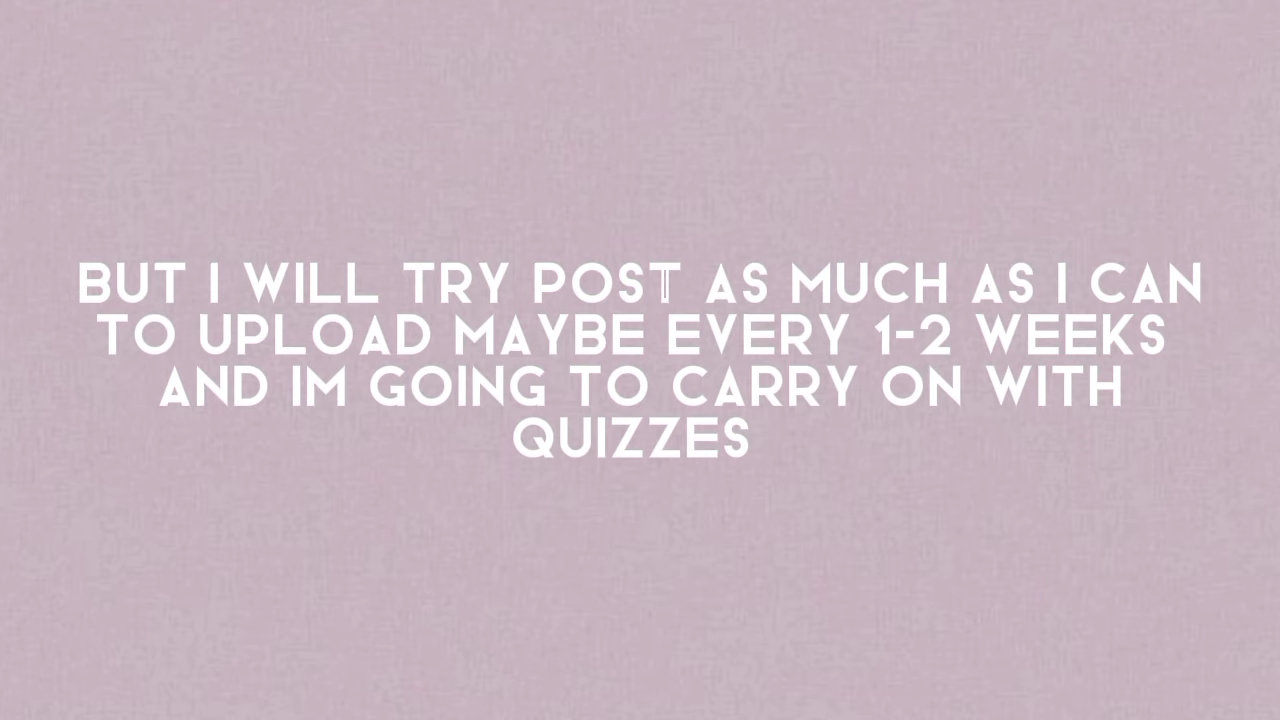 BUT I WILL TRY POST AS MUCH AS I CAN
TO UPLOAD MAYBE EVERY 1-2 WEEKS
AND IM GOING TO CARRY ON WITH
QUIZZES